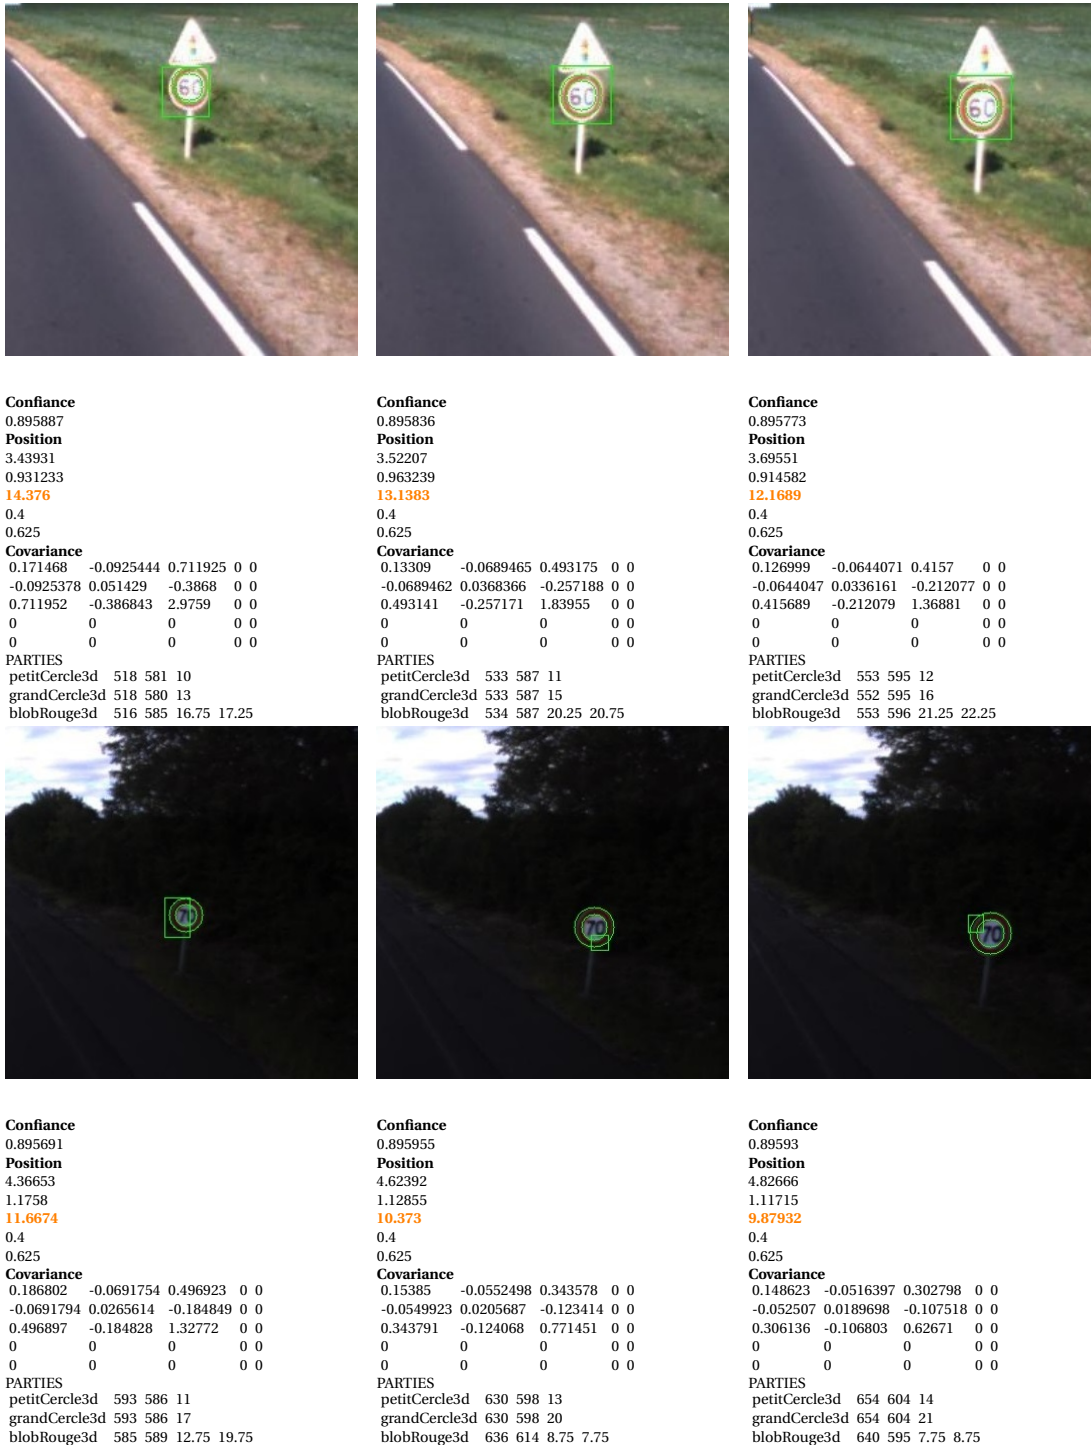 60
60
60
Confiance
0.895887
Position
3.43931
0.931233
14.376
0.4
0.625
Covariance
0.171468 -0.0925444 0.711925 0 0
-0.0925378 0.051429 -0.3868 0 0
0.711952 -0.386843 2.9759 0 0
0 0 0 0 0
0 0 0 0 0
PARTIES
petitCercle3d 518 581 10
grandCercle3d 518 580 13
blobRouge3d 516 585 16.75 17.25
Confiance
0.895836
Position
3.52207
0.963239
13.1383
0.4
0.625
Covariance
0.13309 -0.0689465 0.493175 0 0
-0.0689462 0.0368366 -0.257188 0 0
0.493141 -0.257171 1.83955 0 0
0 0 0 0 0
0 0 0 0 0
PARTIES
petitCercle3d 533 587 11
grandCercle3d 533 587 15
blobRouge3d 534 587 20.25 20.75
Confiance
0.895773
Position
3.69551
0.914582
12.1689
0.4
0.625
Covariance
0.126999 -0.0644071 0.4157 0 0
-0.0644047 0.0336161 -0.212077 0 0
0.415689 -0.212079 1.36881 0 0
0 0 0 0 0
0 0 0 0 0
PARTIES
petitCercle3d 553 595 12
grandCercle3d 552 595 16
blobRouge3d 553 596 21.25 22.25
70
70
70
Confiance
0.895691
Position
4.36653
1.1758
11.6674
0.4
0.625
Covariance
0.186802 -0.0691754 0.496923 0 0
-0.0691794 0.0265614 -0.184849 0 0
0.496897 -0.184828 1.32772 0 0
0 0 0 0 0
0 0 0 0 0
PARTIES
petitCercle3d 593 586 11
grandCercle3d 593 586 17
blobRouge3d 585 589 12.75 19.75
Confiance
0.895955
Position
4.62392
1.12855
10.373
0.4
0.625
Covariance
0.15385 -0.0552498 0.343578 0 0
-0.0549923 0.0205687 -0.123414 0 0
0.343791 -0.124068 0.771451 0 0
0 0 0 0 0
0 0 0 0 0
PARTIES
petitCercle3d 630 598 13
grandCercle3d 630 598 20
blobRouge3d 636 614 8.75 7.75
Confiance
0.89593
Position
4.82666
1.11715
9.87932
0.4
0.625
Covariance
0.148623 -0.0516397 0.302798 0 0
-0.052507 0.0189698 -0.107518 0 0
0.306136 -0.106803 0.62671 0 0
0 0 0 0 0
0 0 0 0 0
PARTIES
petitCercle3d 654 604 14
grandCercle3d 654 604 21
blobRouge3d 640 595 7.75 8.75